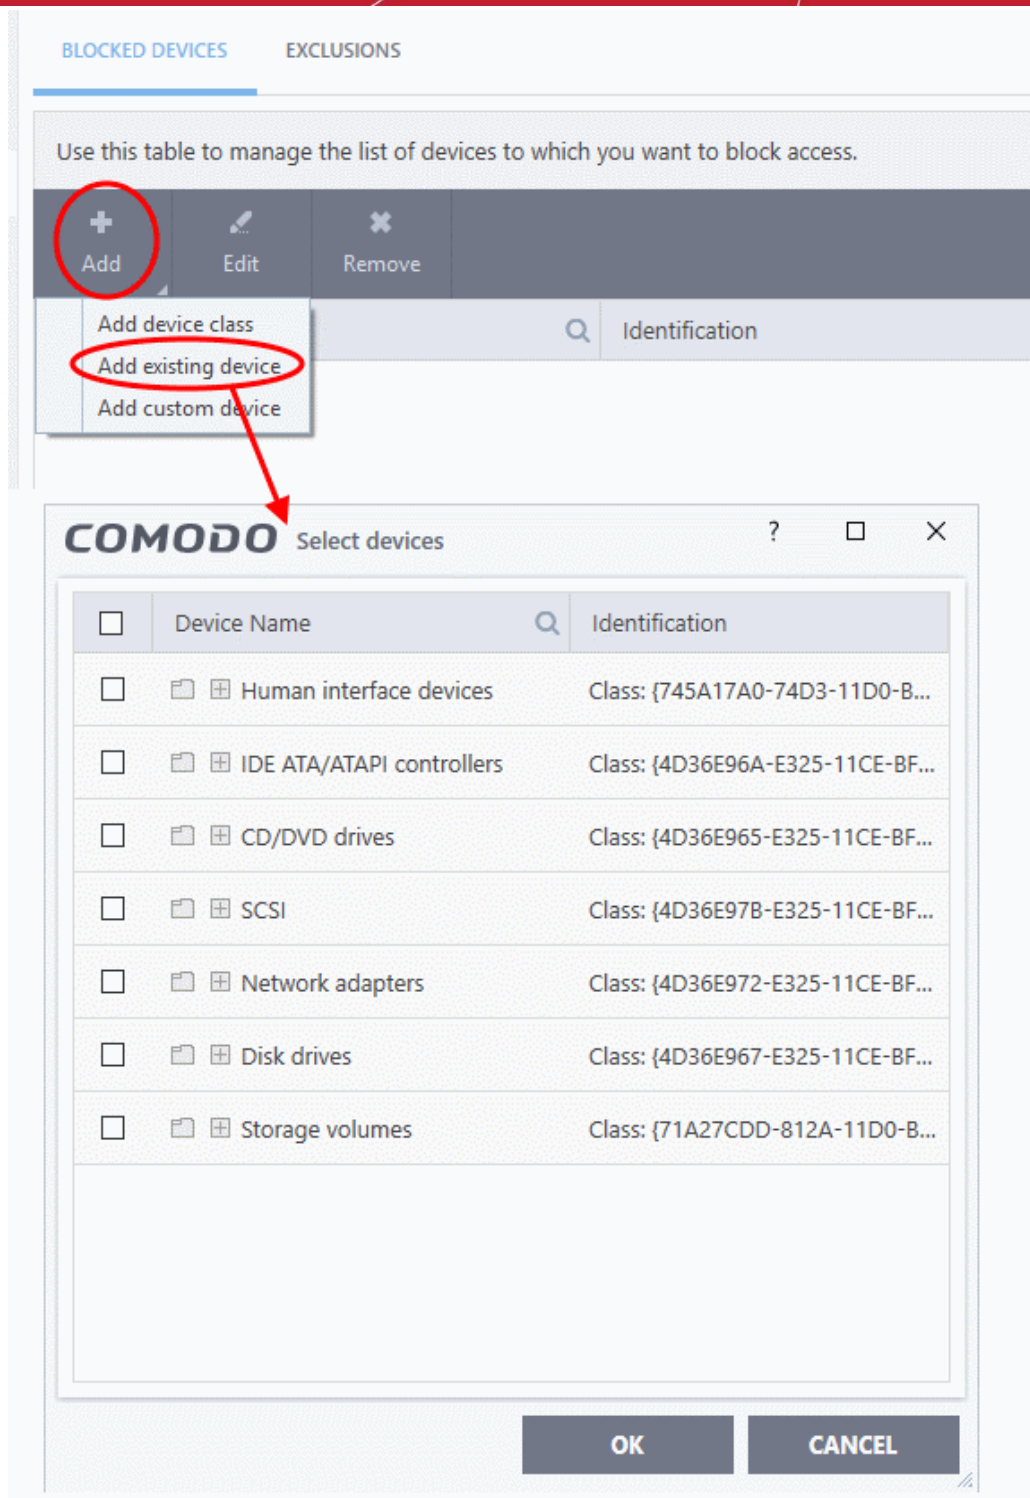 BLOCKED DEVICES EXCLUSIONS
Use this table to manage the list of devices to which you want to block access.
Add Edit Remove
Add device class
Identification
Add existing device
Add custom device
COMODO Select devices ?
Device Name Identification
Human interface devices Class: {745A17A0-74D3-11D0-B...
IDE ATA/ATAPI controllers Class: {4D36E96A-E325-11CE-BF...
CD/DVD drives Class: {4D36E965-E325-11CE-BF...
SCSI Class: {4D36E97B-E325-11CE-BF...
Network adapters Class: {4D36E972-E325-11CE-BF...
Disk drives Class: {4D36E967-E325-11CE-BF...
Storage volumes Class: {71A27CDD-812A-11D0-B...
OK CANCEL